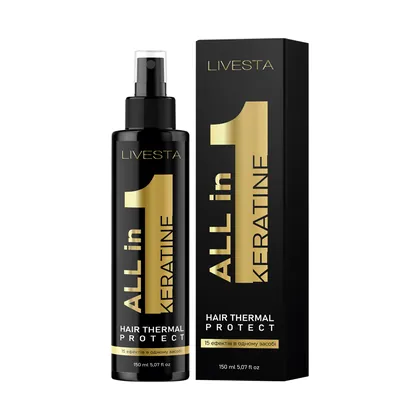 LIVESTA
ALL in 1
KERATINE
HAIR THERMAL
PROTECT
15 ефектів в одному засобі
150 ml 5,07 fl oz
LIVESTA
ALL in 1
KERATINE
HAIR THERMAL
PROTECT
15 ефектів в одному засобі
150 ml 5,07 fl oz